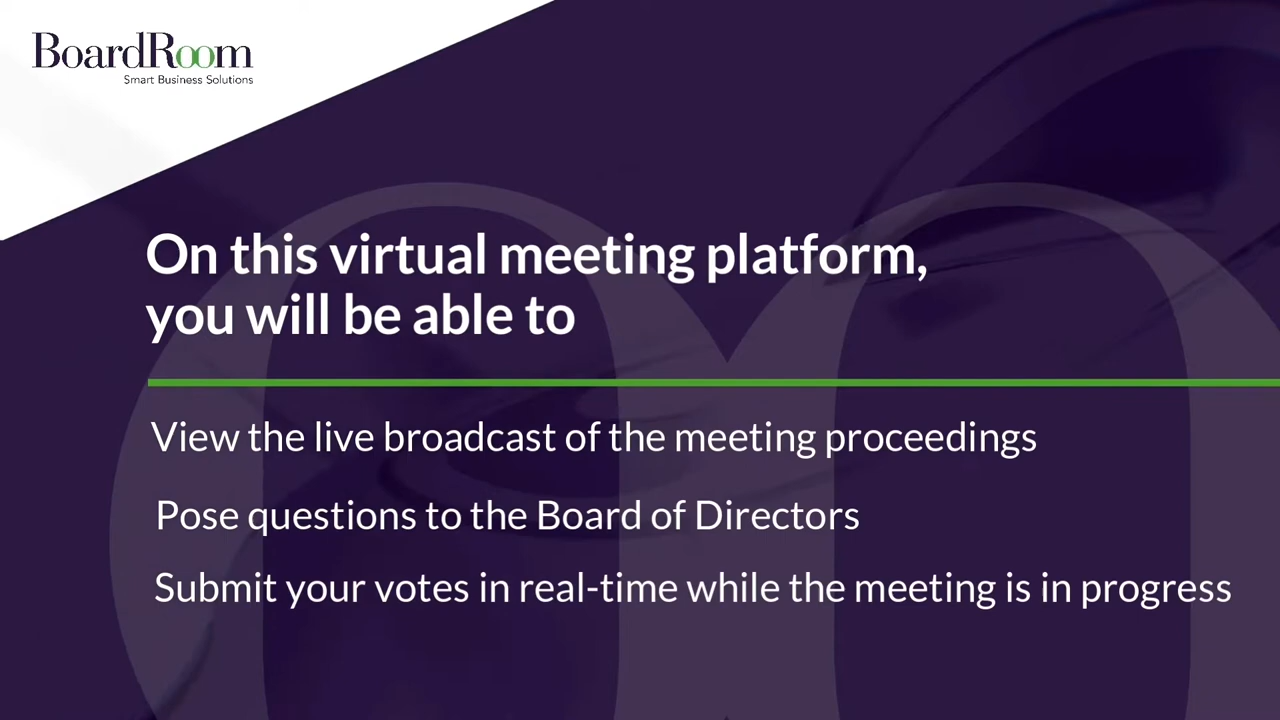 BoardRoom
Smart Business Solutions
On this virtual meeting platform,
you will be able to
View the live broadcast of the meeting proceedings
Pose questions to the Board of Directors
Submit your votes in real-time while the meeting is in progress